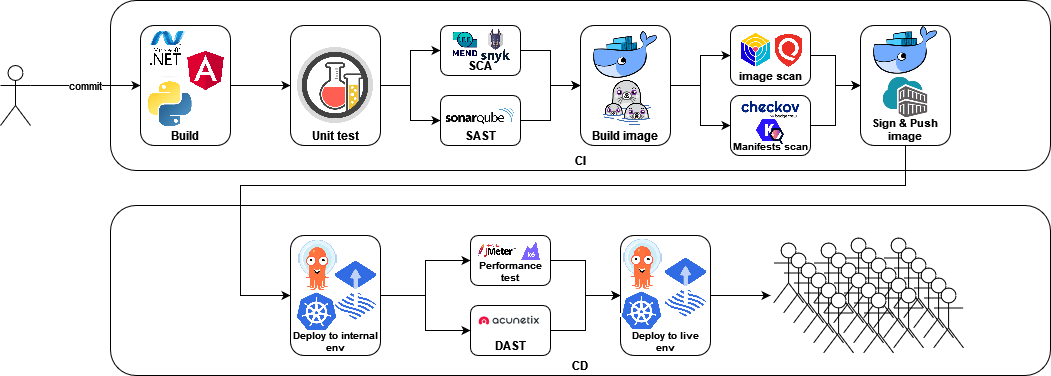 commit
Microsoft
.NET
A
Build
Unit test
MEND
snyk
SCA
sonarqube
SAST
Build image
image scan
checkov
Manifests scan
Sign & Push
image
CI
Deploy to internal
env
JMeter
k6
Performance
test
acunetix
DAST
Deploy to live
env
CD